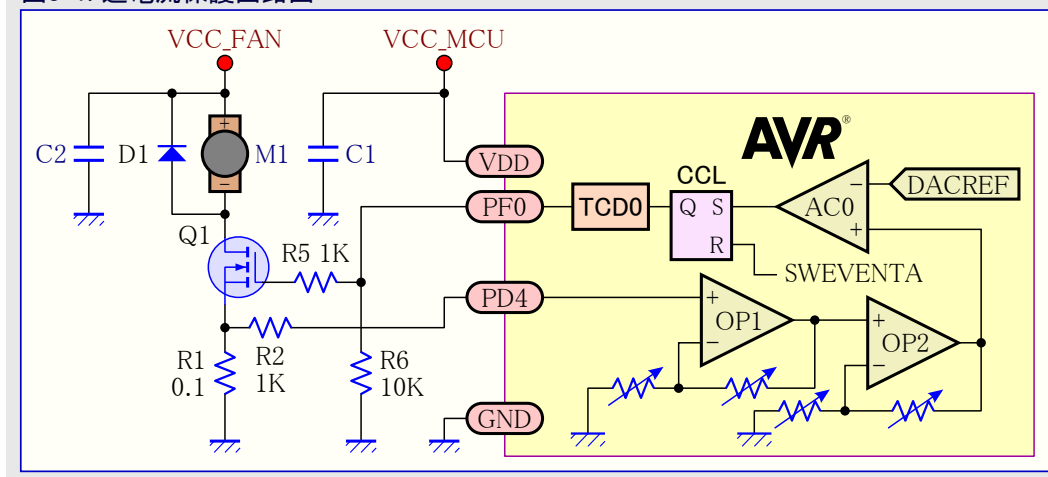 VCC_FAN
VCC_MCU
C2
D1
+
M1
−
C1
Q1
R5 1K
R1
0.1
R2
1K
R6
10K
VDD
PF0
PD4
GND
AVR®
TCD0
CCL
Q S
R
AC0
−
+
DACREF
SWEVENTA
+
OP1
−
+
OP2
−